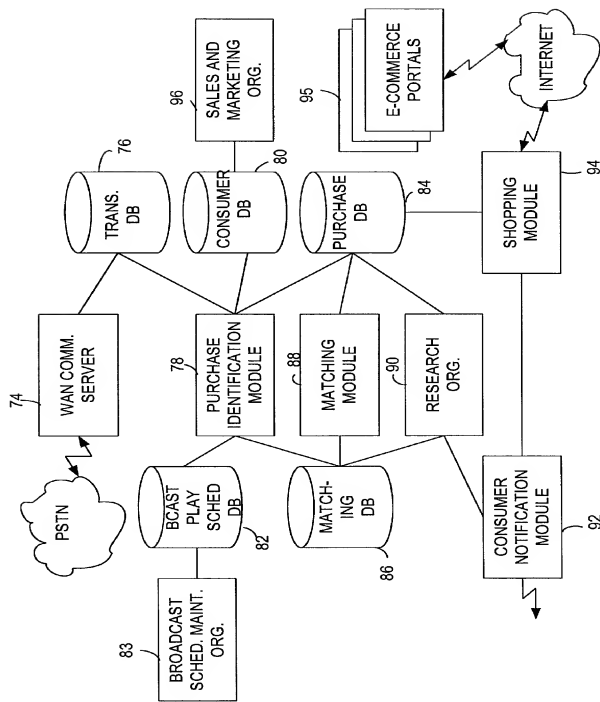 PSTN
74
WAN COMM.
SERVER
TRANS.
DB
76
SALES AND
MARKETING
ORG.
96
83
BROADCAST
SCHED. MAINT.
ORG.
BCAST
PLAY
SCHED
DB
82
78
PURCHASE
IDENTIFICATION
MODULE
CONSUMER
DB
80
MATCH-
ING
DB
86
88
MATCHING
MODULE
PURCHASE
DB
84
95
E-COMMERCE
PORTALS
90
RESEARCH
ORG.
CONSUMER
NOTIFICATION
MODULE
92
SHOPPING
MODULE
94
INTERNET